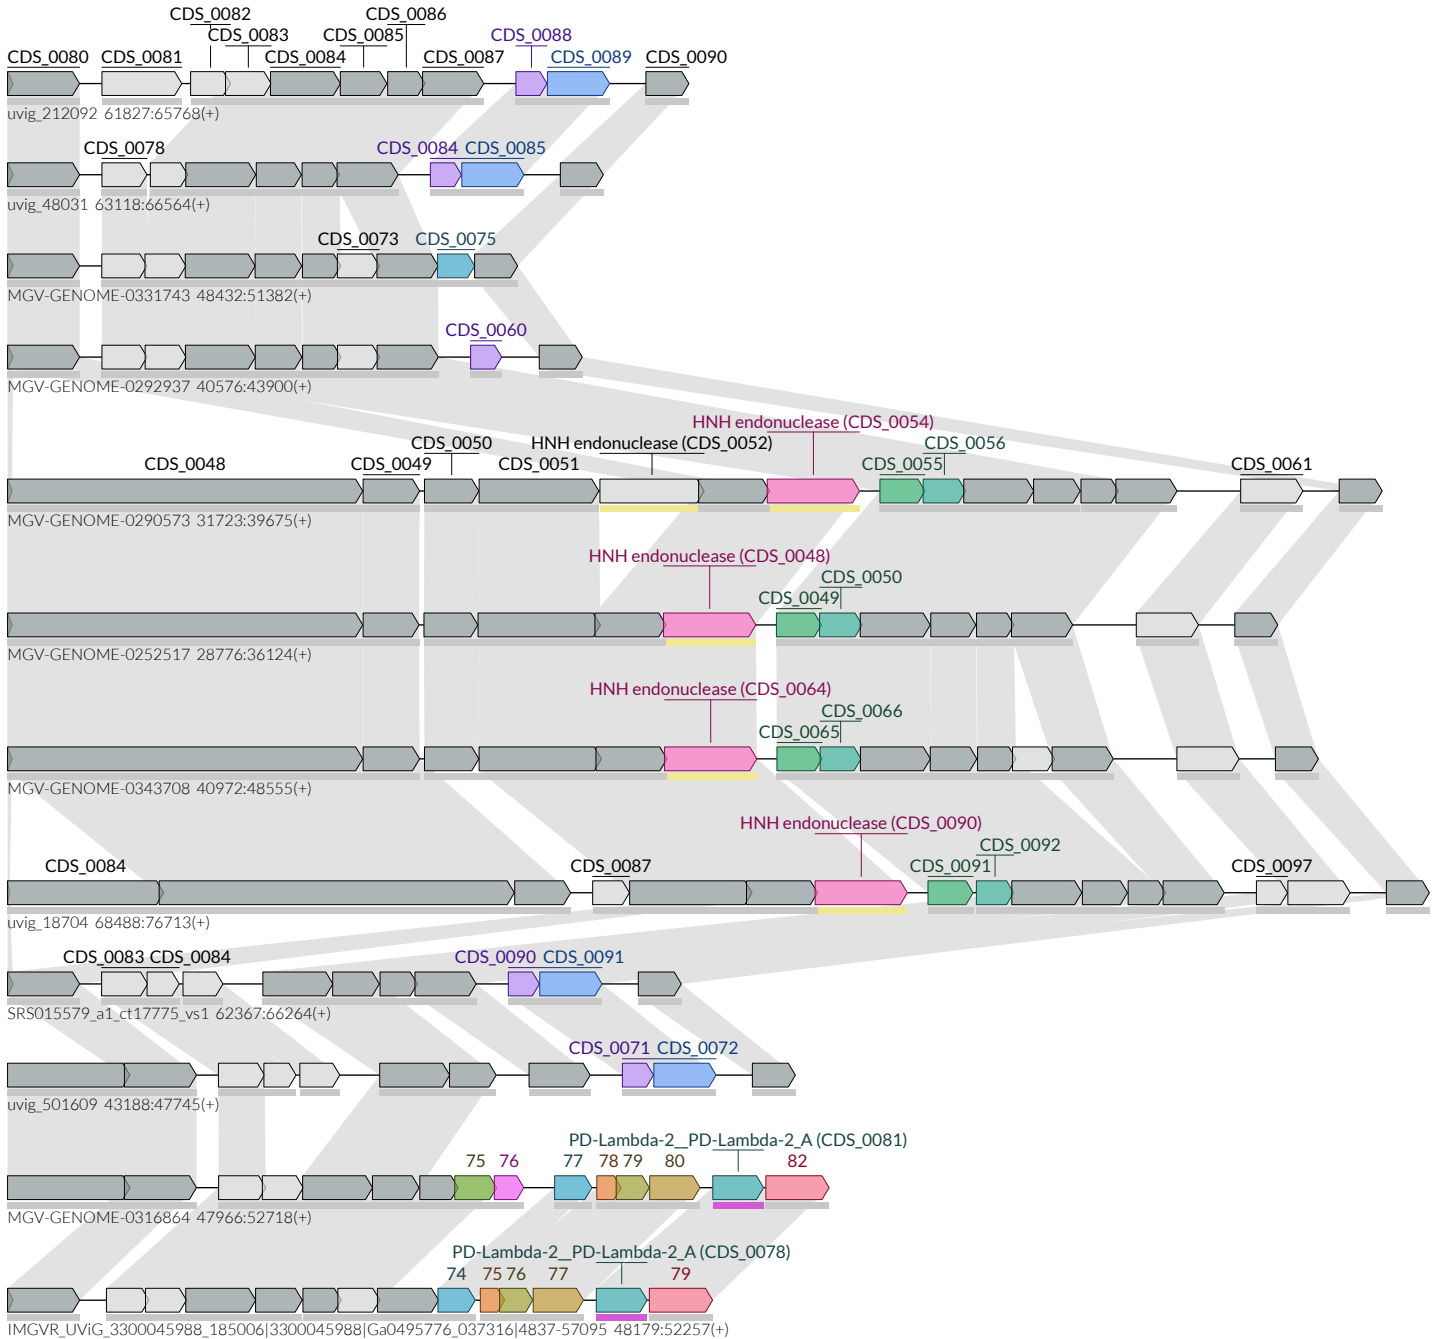 CDS_0082 CDS_0086
CDS_0083 CDS_0085 CDS_0088
CDS_0080 CDS_0081 CDS_0084 CDS_0087 CDS_0089 CDS_0090
uvig_212092 61827:65768(+)
CDS_0078 CDS_0084 CDS_0085
uvig_48031 63118:66564(+)
CDS_0073 CDS_0075
MGV-GENOME-0331743 48432:51382(+)
CDS_0060
MGV-GENOME-0292937 40576:43900(+)
HNH endonuclease (CDS_0054)
CDS_0050 HNH endonuclease (CDS_0052) CDS_0056
CDS_0048 CDS_0049 CDS_0051 CDS_0055 CDS_0061
MGV-GENOME-0290573 31723:39675(+)
HNH endonuclease (CDS_0048)
CDS_0050
CDS_0049
MGV-GENOME-0252517 28776:36124(+)
HNH endonuclease (CDS_0064)
CDS_0066
CDS_0065
MGV-GENOME-0343708 40972:48555(+)
HNH endonuclease (CDS_0090)
CDS_0092
CDS_0084 CDS_0087 CDS_0091 CDS_0097
uvig_18704 68488:76713(+)
CDS_0083 CDS_0084 CDS_0090 CDS_0091
SRS015579_a1_ct17775_vs1 62367:66264(+)
CDS_0071 CDS_0072
uvig_501609 43188:47745(+)
PD-Lambda-2__PD-Lambda-2_A (CDS_0081)
75 76 77 78 79 80 82
MGV-GENOME-0316864 47966:52718(+)
PD-Lambda-2__PD-Lambda-2_A (CDS_0078)
74 75 76 77 79
IMGVR_UViG_3300045988_185006|3300045988|Ga0495776_037316|4837-57095 48179:52257(+)